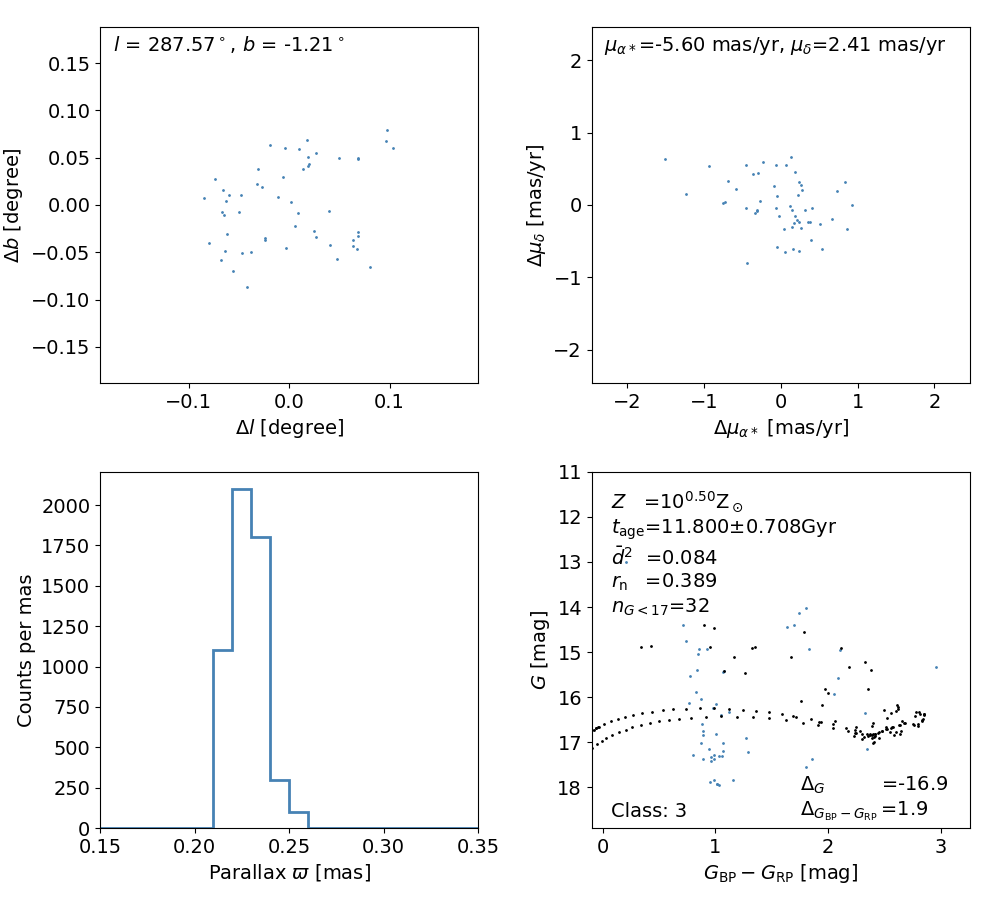 l = 287.57°, b = -1.21°
0.15
0.10
0.05
0.00
−0.05
−0.10
−0.15
Δb [degree]
−0.1 0.0 0.1
Δl [degree]
μα∗=-5.60 mas/yr, μδ=2.41 mas/yr
2
1
0
−1
−2
Δμδ [mas/yr]
−2 −1 0 1 2
Δμα∗ [mas/yr]
2000
1750
1500
1250
1000
750
500
250
0
Counts per mas
0.15 0.20 0.25 0.30 0.35
Parallax ϖ [mas]
11
12
13
14
15
16
17
18
G [mag]
Z =10^0.50 Z⊙
tage=11.800±0.708Gyr
d̄² =0.084
rn =0.389
nG<17=32
ΔG =-16.9
ΔGBP−GRP =1.9
Class: 3
0 1 2 3
GBP − GRP [mag]